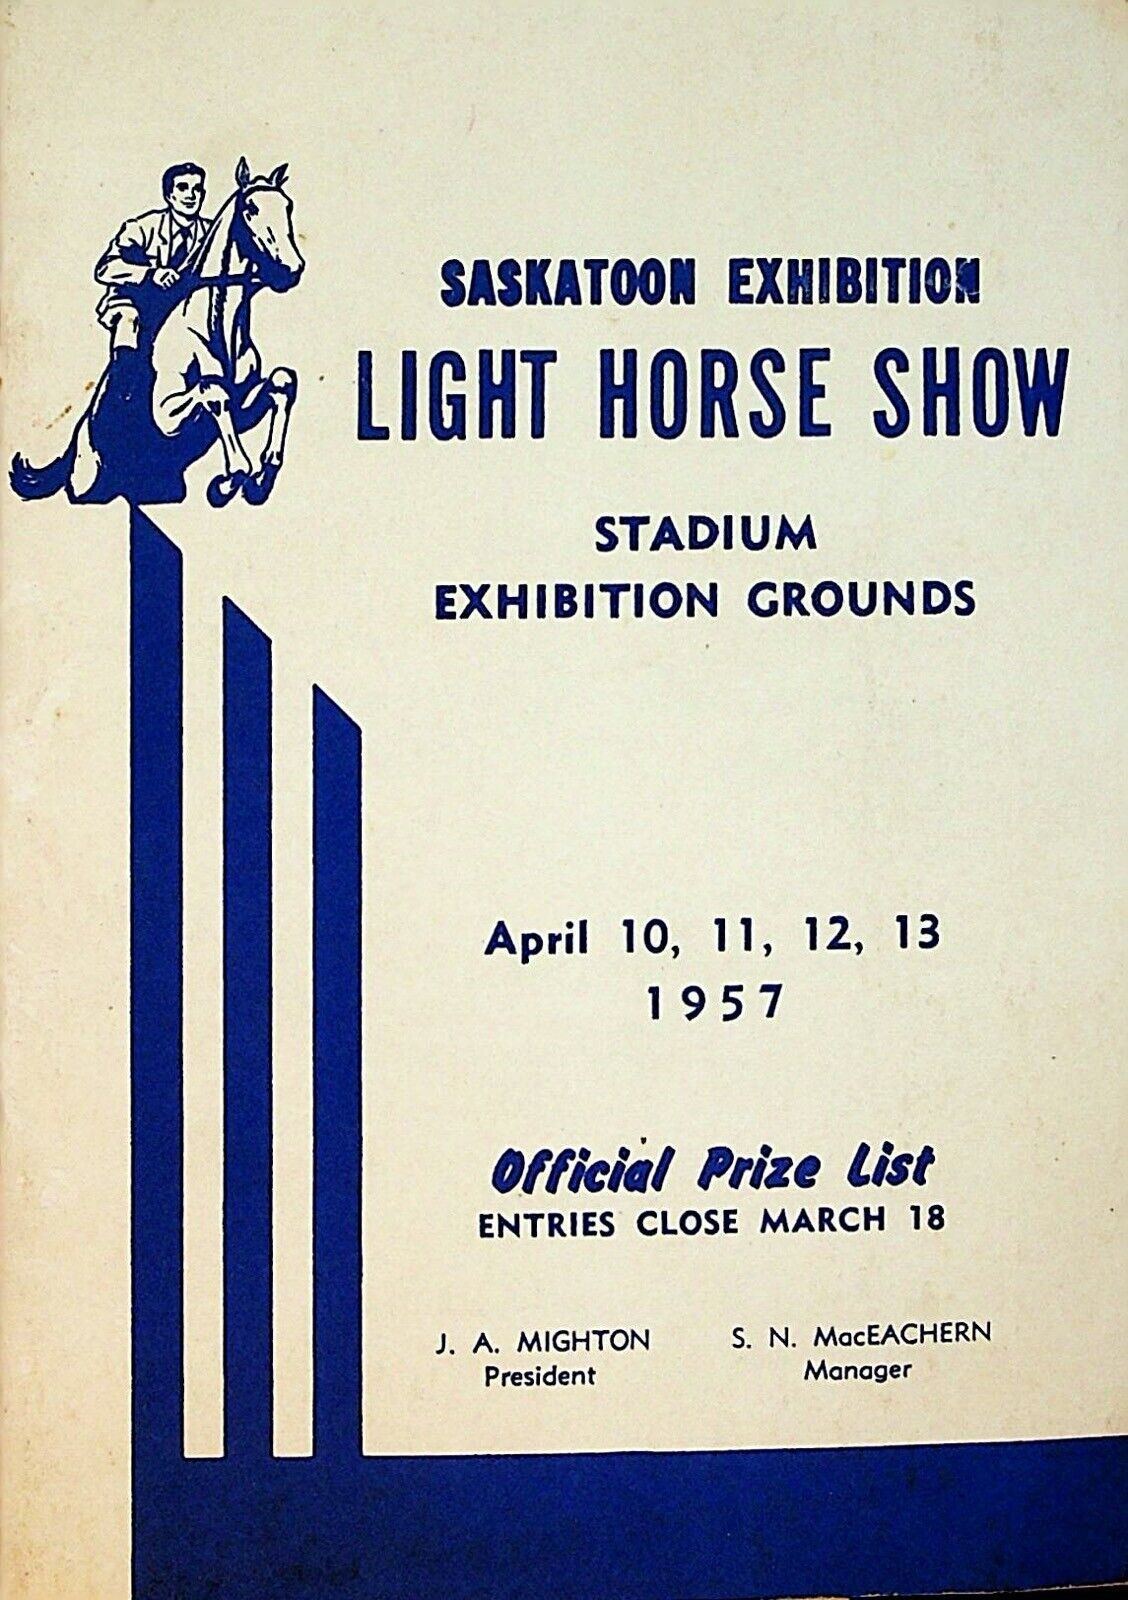 SASKATOON EXHIBITION
LIGHT HORSE SHOW
STADIUM
EXHIBITION GROUNDS
April 10, 11, 12, 13
1957
Official Prize List
ENTRIES CLOSE MARCH 18
J. A. MIGHTON
President
S. N. MacEACHERN
Manager